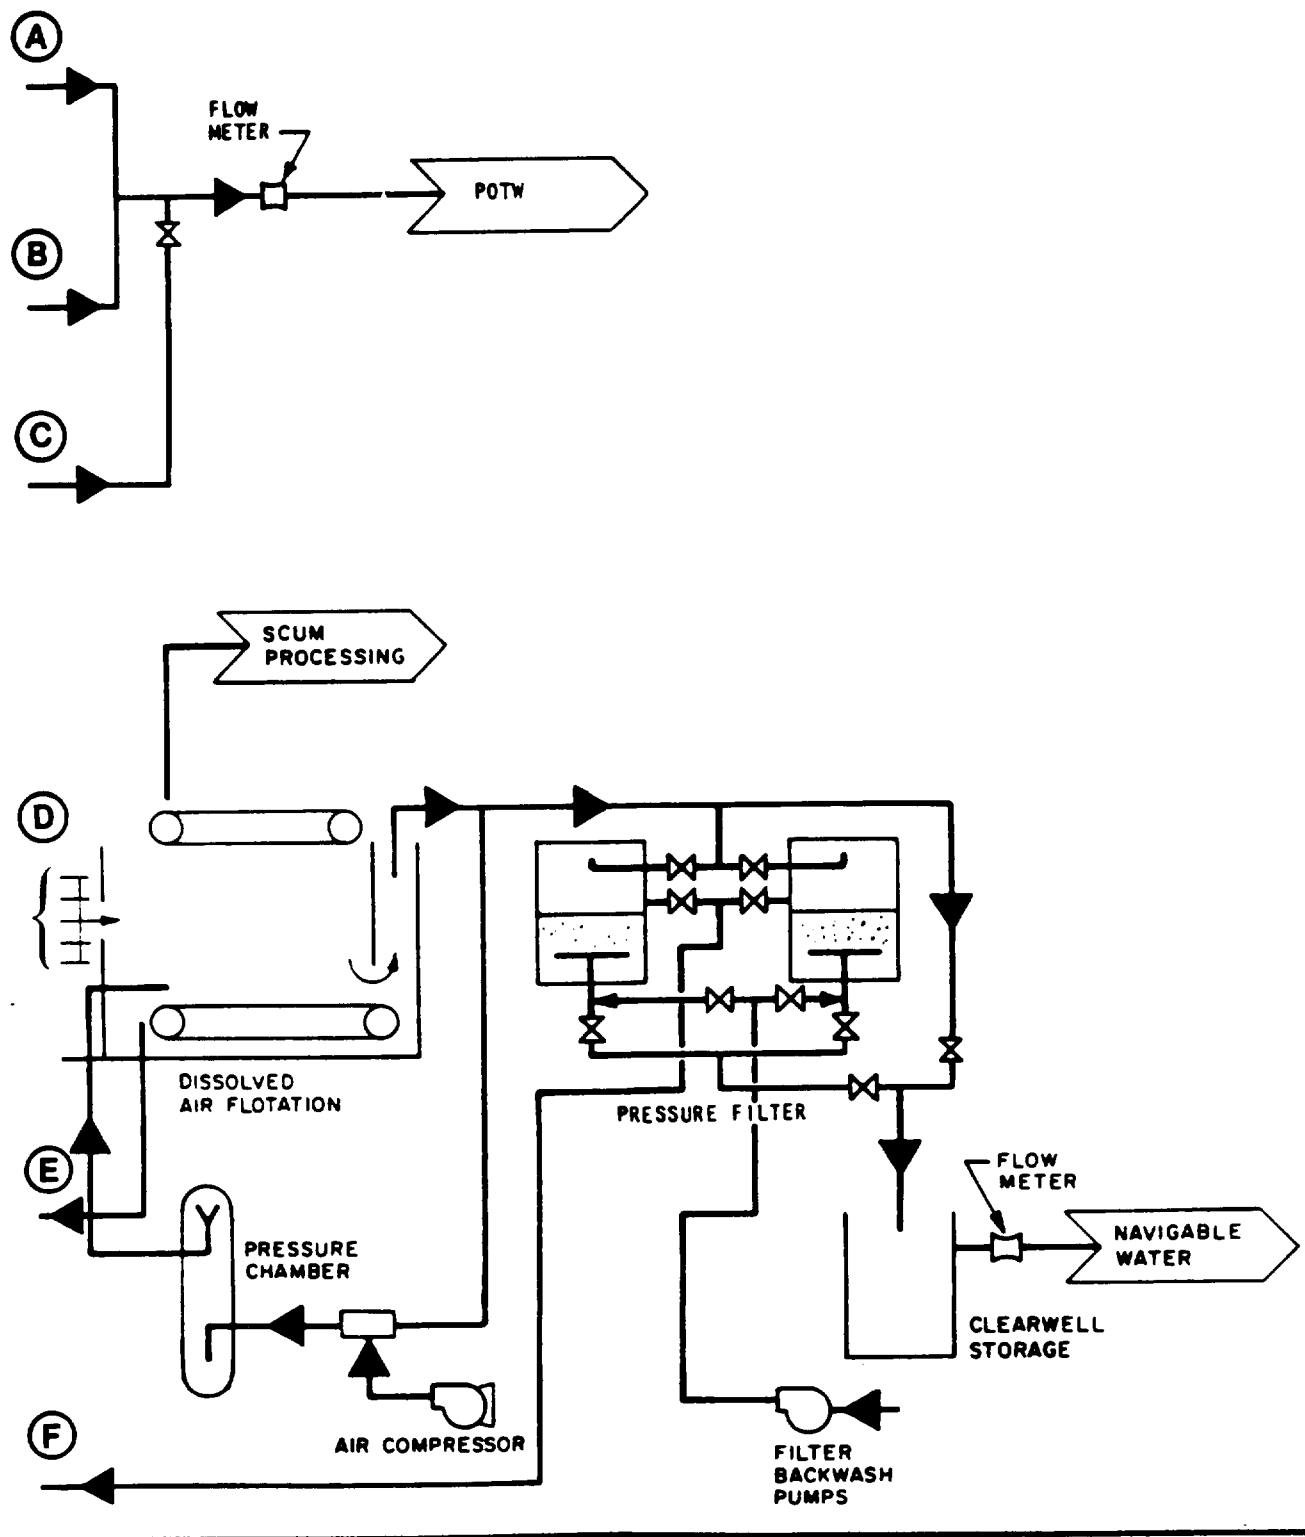 A
FLOW
METER
POTW
B
C
SCUM
PROCESSING
D
DISSOLVED
AIR FLOTATION
PRESSURE FILTER
E
FLOW
METER
NAVIGABLE
WATER
PRESSURE
CHAMBER
CLEARWELL
STORAGE
F
AIR COMPRESSOR
FILTER
BACKWASH
PUMPS